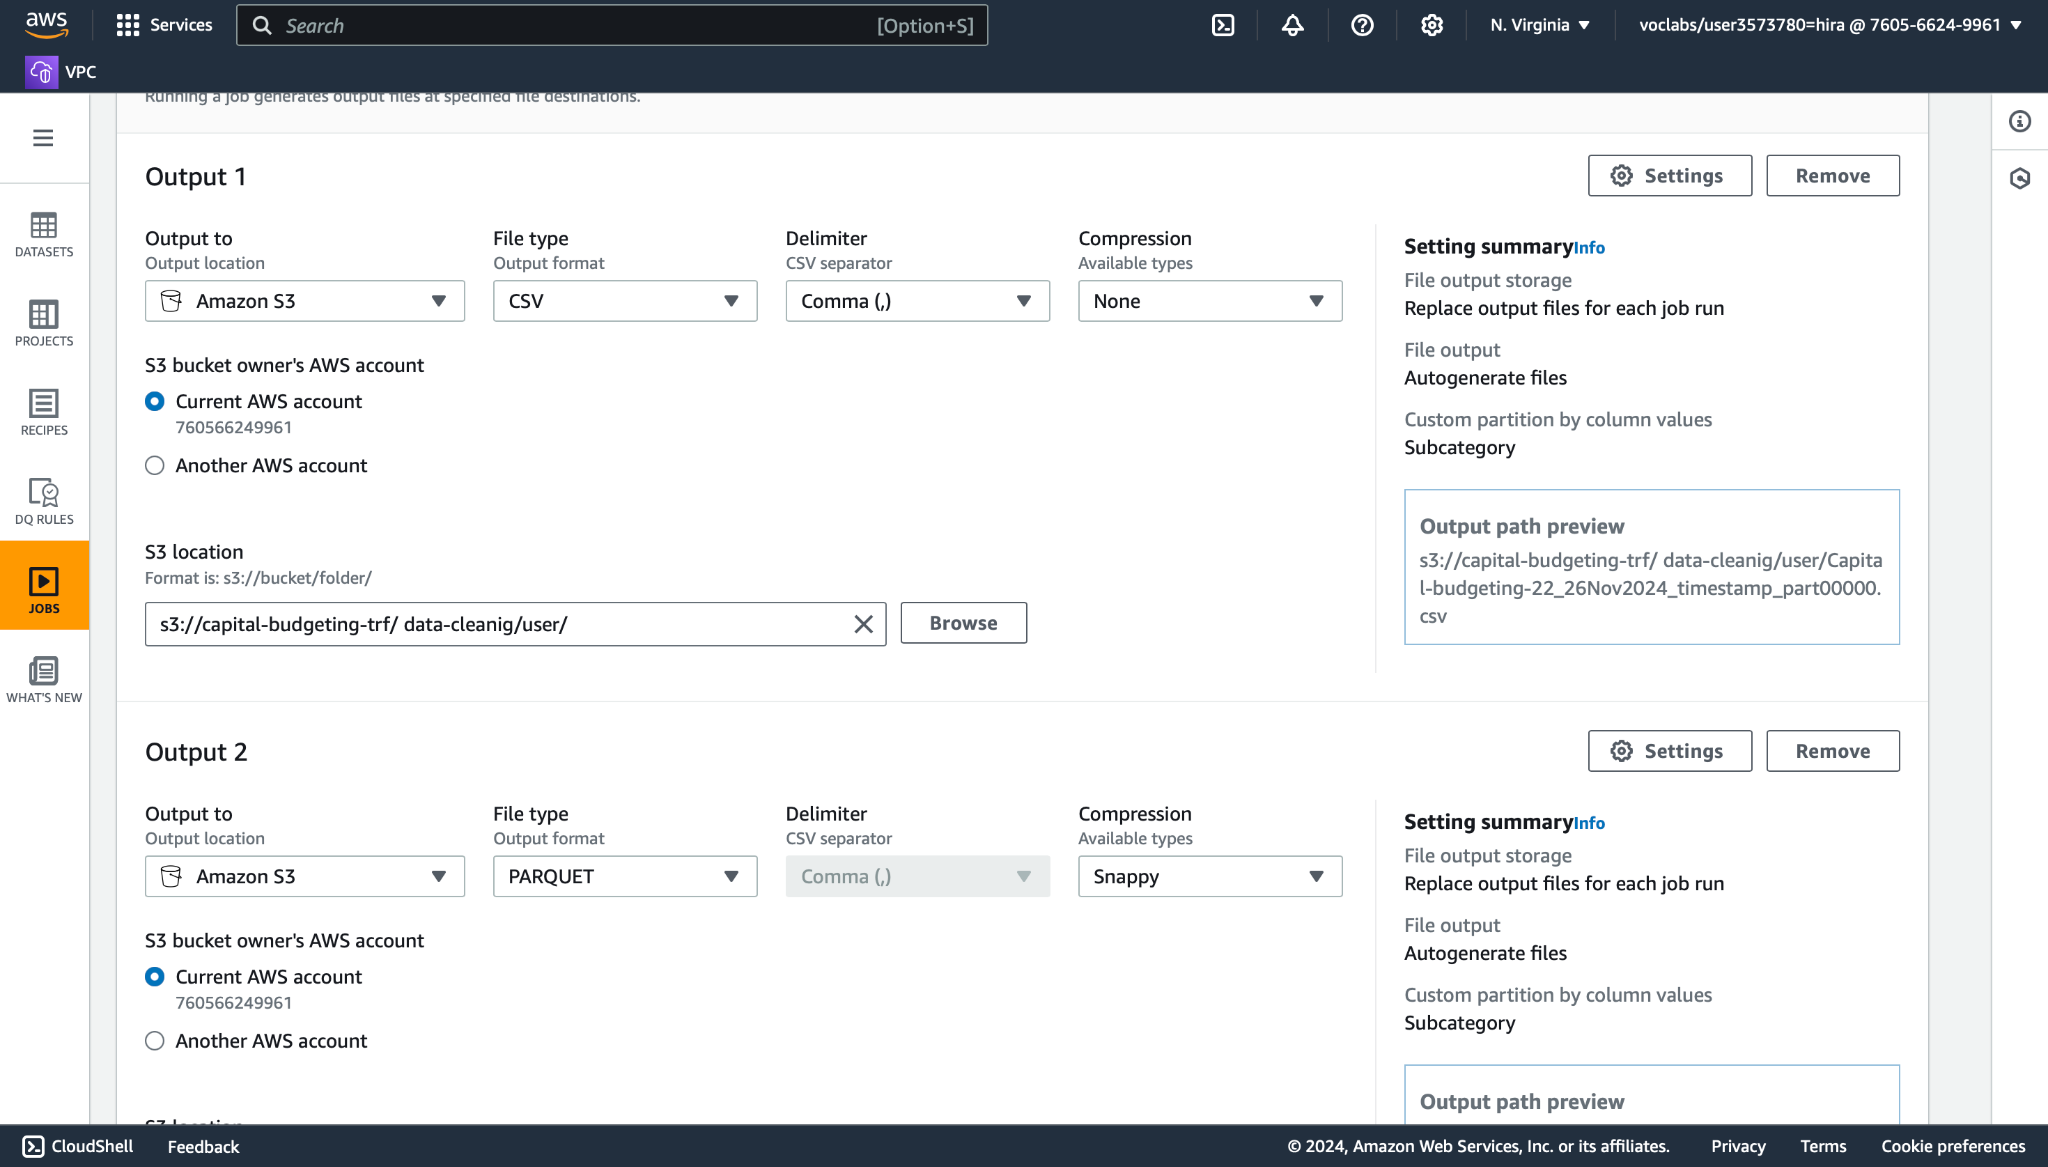 aws
Services
Search
[Option+S]
N. Virginia
voclabs/user3573780=hira @ 7605-6624-9961
VPC
Running a job generates output files at specified file destinations.
DATASETS
PROJECTS
RECIPES
DQ RULES
JOBS
WHAT'S NEW
Output 1
Settings
Remove
Output to
Output location
Amazon S3
File type
Output format
CSV
Delimiter
CSV separator
Comma (,)
Compression
Available types
None
S3 bucket owner's AWS account
Current AWS account
760566249961
Another AWS account
S3 location
Format is: s3://bucket/folder/
s3://capital-budgeting-trf/ data-cleanig/user/
Browse
Setting summaryInfo
File output storage
Replace output files for each job run
File output
Autogenerate files
Custom partition by column values
Subcategory
Output path preview
s3://capital-budgeting-trf/ data-cleanig/user/Capita
l-budgeting-22_26Nov2024_timestamp_part00000.
csv
Output 2
Settings
Remove
Output to
Output location
Amazon S3
File type
Output format
PARQUET
Delimiter
CSV separator
Comma (,)
Compression
Available types
Snappy
S3 bucket owner's AWS account
Current AWS account
760566249961
Another AWS account
S3 location
Setting summaryInfo
File output storage
Replace output files for each job run
File output
Autogenerate files
Custom partition by column values
Subcategory
Output path preview
CloudShell
Feedback
© 2024, Amazon Web Services, Inc. or its affiliates.
Privacy
Terms
Cookie preferences